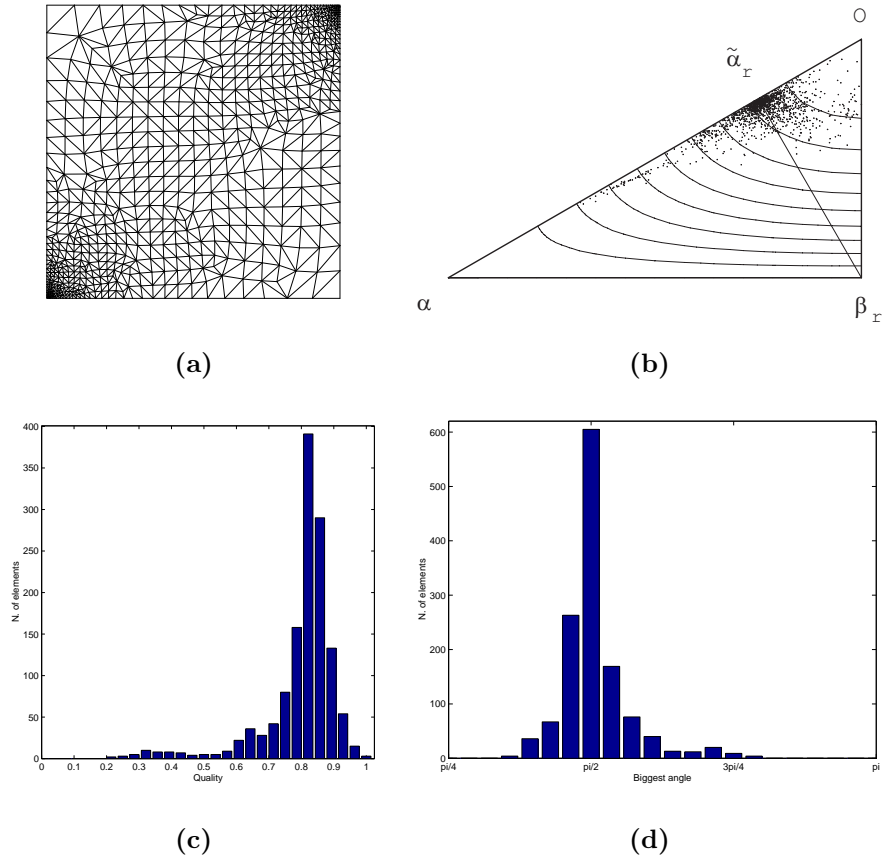 O
α̃ r
α
β r
(a)
(b)
400
350
300
250
200
150
100
50
0
N. of elements
0 0.1 0.2 0.3 0.4 0.5 0.6 0.7 0.8 0.9 1
Quality
600
500
400
300
200
100
0
N. of elements
pi/4 pi/2 3pi/4 pi
Biggest angle
(c)
(d)